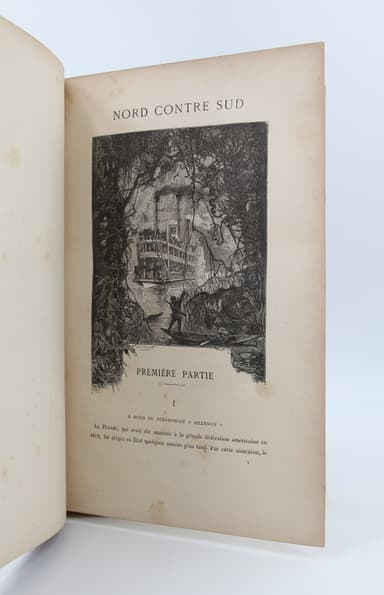 NORD CONTRE SUD
PREMIÈRE PARTIE
I
A BORD DU STEAMBOAT « SHANNON »
La Floride, qui avait été annexée à la grande fédération américaine en
1819, fut érigée en État quelques années plus tard. Par cette annexion, le
1